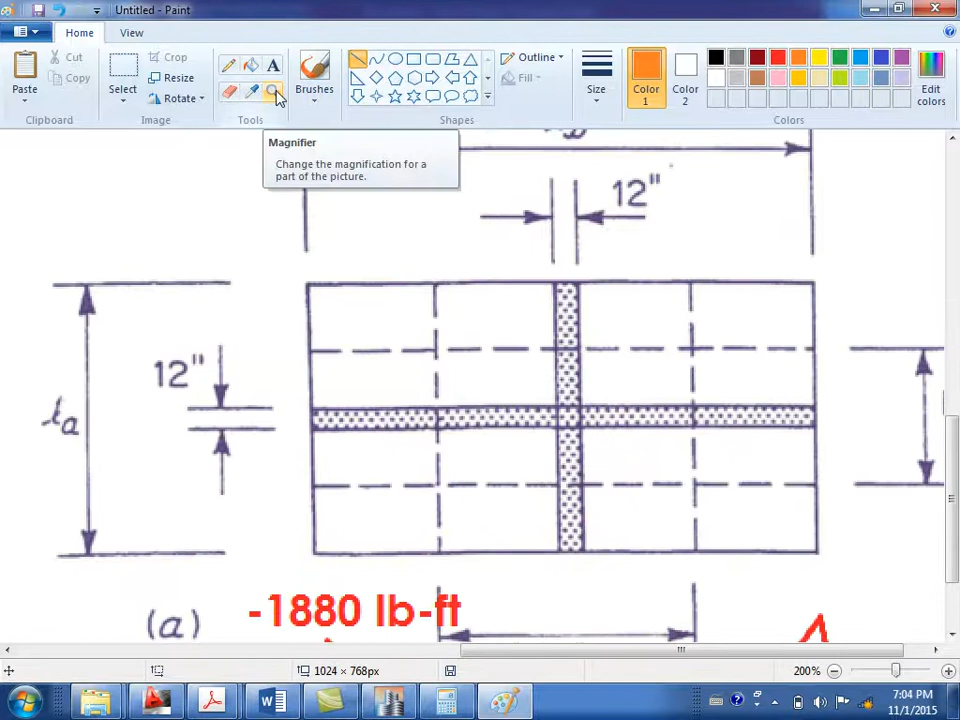 Untitled - Paint
Home
View
Paste
Cut
Copy
Clipboard
Select
Crop
Resize
Rotate
Image
A
Tools
Brushes
Outline
Fill
Shapes
Size
Color
1
Color
2
Edit
colors
Colors
Magnifier
Change the magnification for a
part of the picture.
12"
12"
la
(a)
-1880 lb-ft
1024 × 768px
200%
7:04 PM
11/1/2015